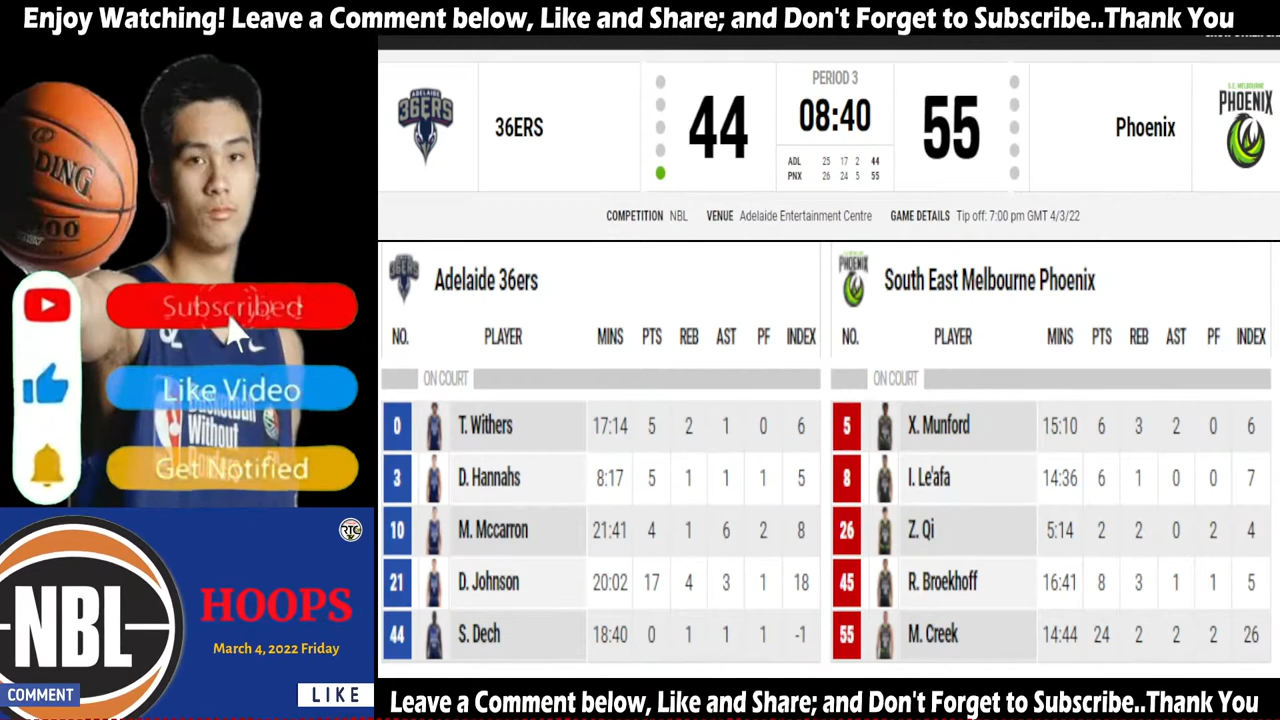 Enjoy Watching! Leave a Comment below, Like and Share; and Don't Forget to Subscribe..Thank You
ADELAIDE
36ERS
36ERS
44
PERIOD 3
08:40
ADL 25 17 2 44
PNX 26 24 5 55
55
Phoenix
S.E. MELBOURNE
PHOENIX
COMPETITION NBL VENUE Adelaide Entertainment Centre GAME DETAILS Tip off: 7:00 pm GMT 4/3/22
36ERS
Adelaide 36ers
NO. PLAYER MINS PTS REB AST PF INDEX
ON COURT
0 T. Withers 17:14 5 2 1 0 6
3 D. Hannahs 8:17 5 1 1 1 5
10 M. Mccarron 21:41 4 1 6 2 8
21 D. Johnson 20:02 17 4 3 1 18
44 S. Dech 18:40 0 1 1 1 -1
PHOENIX
South East Melbourne Phoenix
NO. PLAYER MINS PTS REB AST PF INDEX
ON COURT
5 X. Munford 15:10 6 3 2 0 6
8 I. Le'afa 14:36 6 1 0 0 7
26 Z. Qi 5:14 2 2 0 2 4
45 R. Broekhoff 16:41 8 3 1 1 5
55 M. Creek 14:44 24 2 2 2 26
DING
Subscribed
Like Video
Without
Get Notified
RTC
NBL
HOOPS
March 4, 2022 Friday
COMMENT
LIKE
Leave a Comment below, Like and Share; and Don't Forget to Subscribe..Thank You